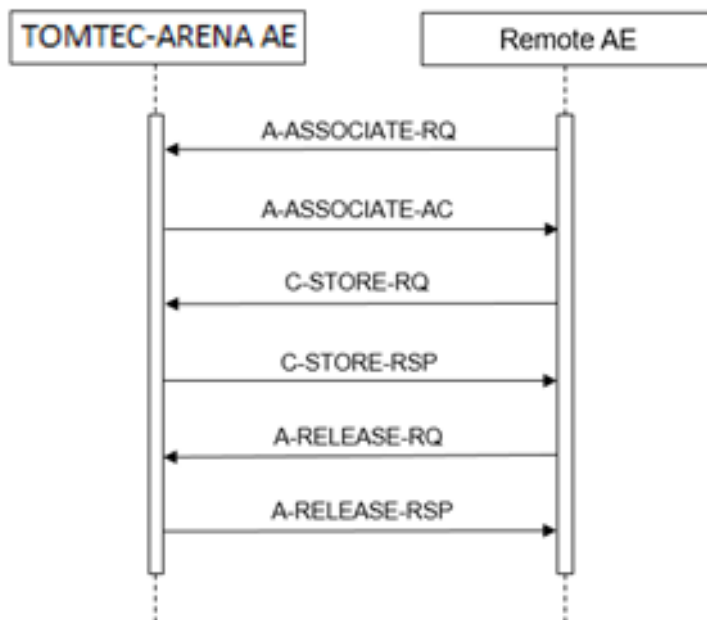 TOMTEC-ARENA AE
Remote AE
A-ASSOCIATE-RQ
A-ASSOCIATE-AC
C-STORE-RQ
C-STORE-RSP
A-RELEASE-RQ
A-RELEASE-RSP